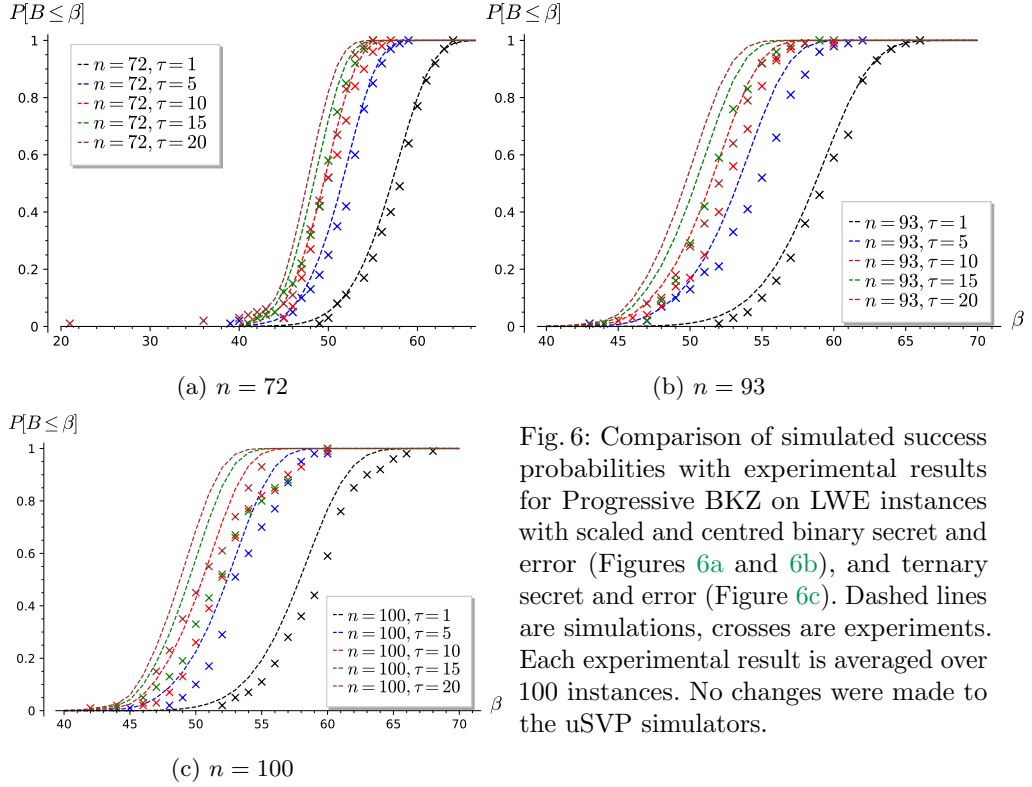 P[B ≤ β]
1
0.8
0.6
0.4
0.2
0
20
30
40
50
60
β
n = 72, τ = 1
n = 72, τ = 5
n = 72, τ = 10
n = 72, τ = 15
n = 72, τ = 20
(a) n = 72
P[B ≤ β]
1
0.8
0.6
0.4
0.2
0
40
45
50
55
60
65
70
β
n = 93, τ = 1
n = 93, τ = 5
n = 93, τ = 10
n = 93, τ = 15
n = 93, τ = 20
(b) n = 93
P[B ≤ β]
1
0.8
0.6
0.4
0.2
0
40
45
50
55
60
65
70
β
n = 100, τ = 1
n = 100, τ = 5
n = 100, τ = 10
n = 100, τ = 15
n = 100, τ = 20
(c) n = 100
Fig. 6: Comparison of simulated success
probabilities with experimental results
for Progressive BKZ on LWE instances
with scaled and centred binary secret and
error (Figures 6a and 6b), and ternary
secret and error (Figure 6c). Dashed lines
are simulations, crosses are experiments.
Each experimental result is averaged over
100 instances. No changes were made to
the uSVP simulators.